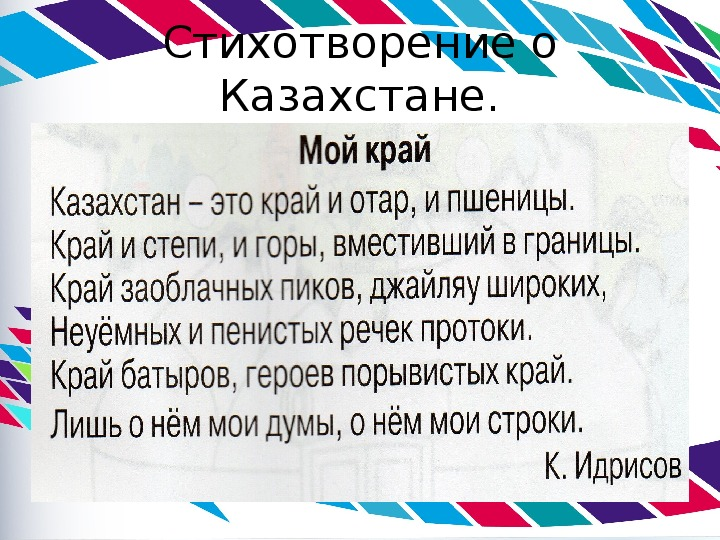 Стихотворение о
Казахстане.
Мой край
Казахстан – это край и отар, и пшеницы.
Край и степи, и горы, вместивший в границы.
Край заоблачных пиков, джайляу широких,
Неуёмных и пенистых речек протоки.
Край батыров, героев порывистых край.
Лишь о нём мои думы, о нём мои строки.
К. Идрисов